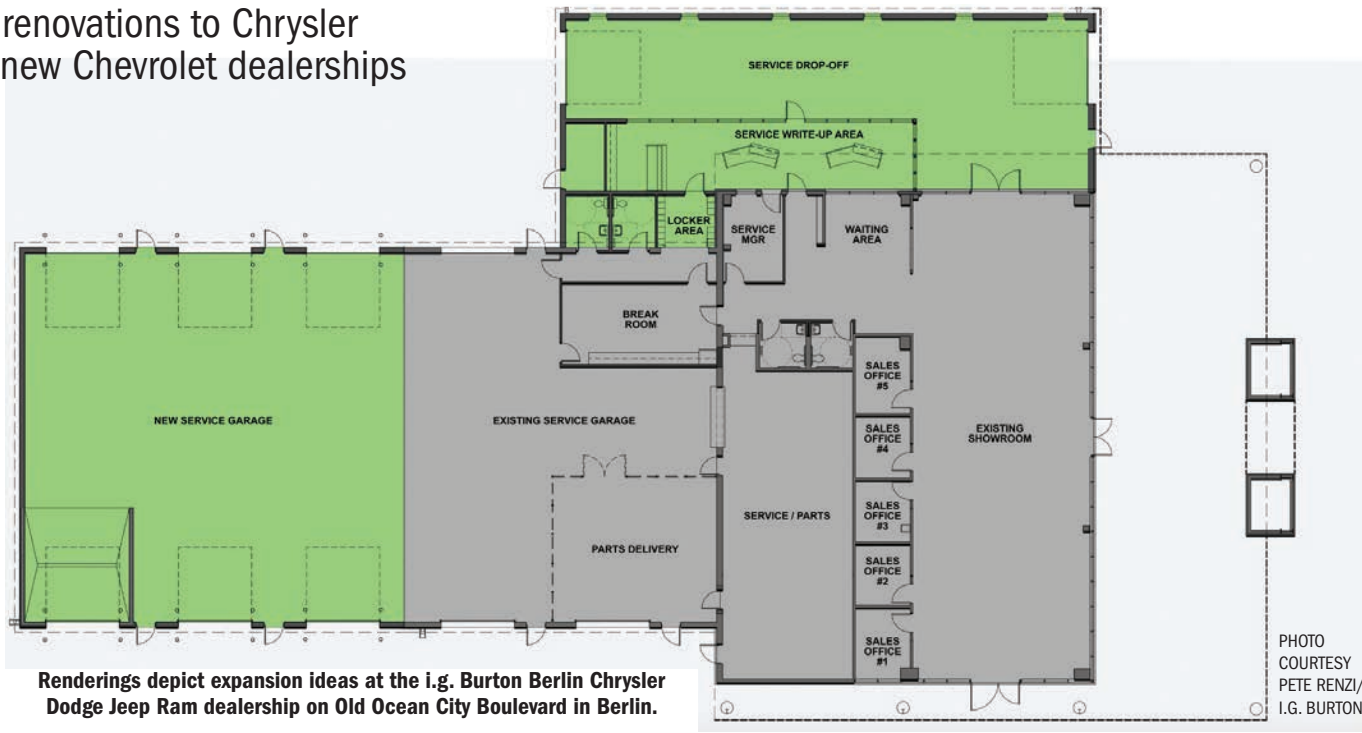 renovations to Chrysler
new Chevrolet dealerships
SERVICE DROP-OFF
SERVICE WRITE-UP AREA
LOCKER
AREA
SERVICE
MGR
WAITING
AREA
BREAK
ROOM
SALES
OFFICE
#5
NEW SERVICE GARAGE
EXISTING SERVICE GARAGE
SALES
OFFICE
#4
EXISTING
SHOWROOM
SERVICE / PARTS
SALES
OFFICE
#3
PARTS DELIVERY
SALES
OFFICE
#2
SALES
OFFICE
#1
Renderings depict expansion ideas at the i.g. Burton Berlin Chrysler
Dodge Jeep Ram dealership on Old Ocean City Boulevard in Berlin.
PHOTO
COURTESY
PETE RENZI/
I.G. BURTON